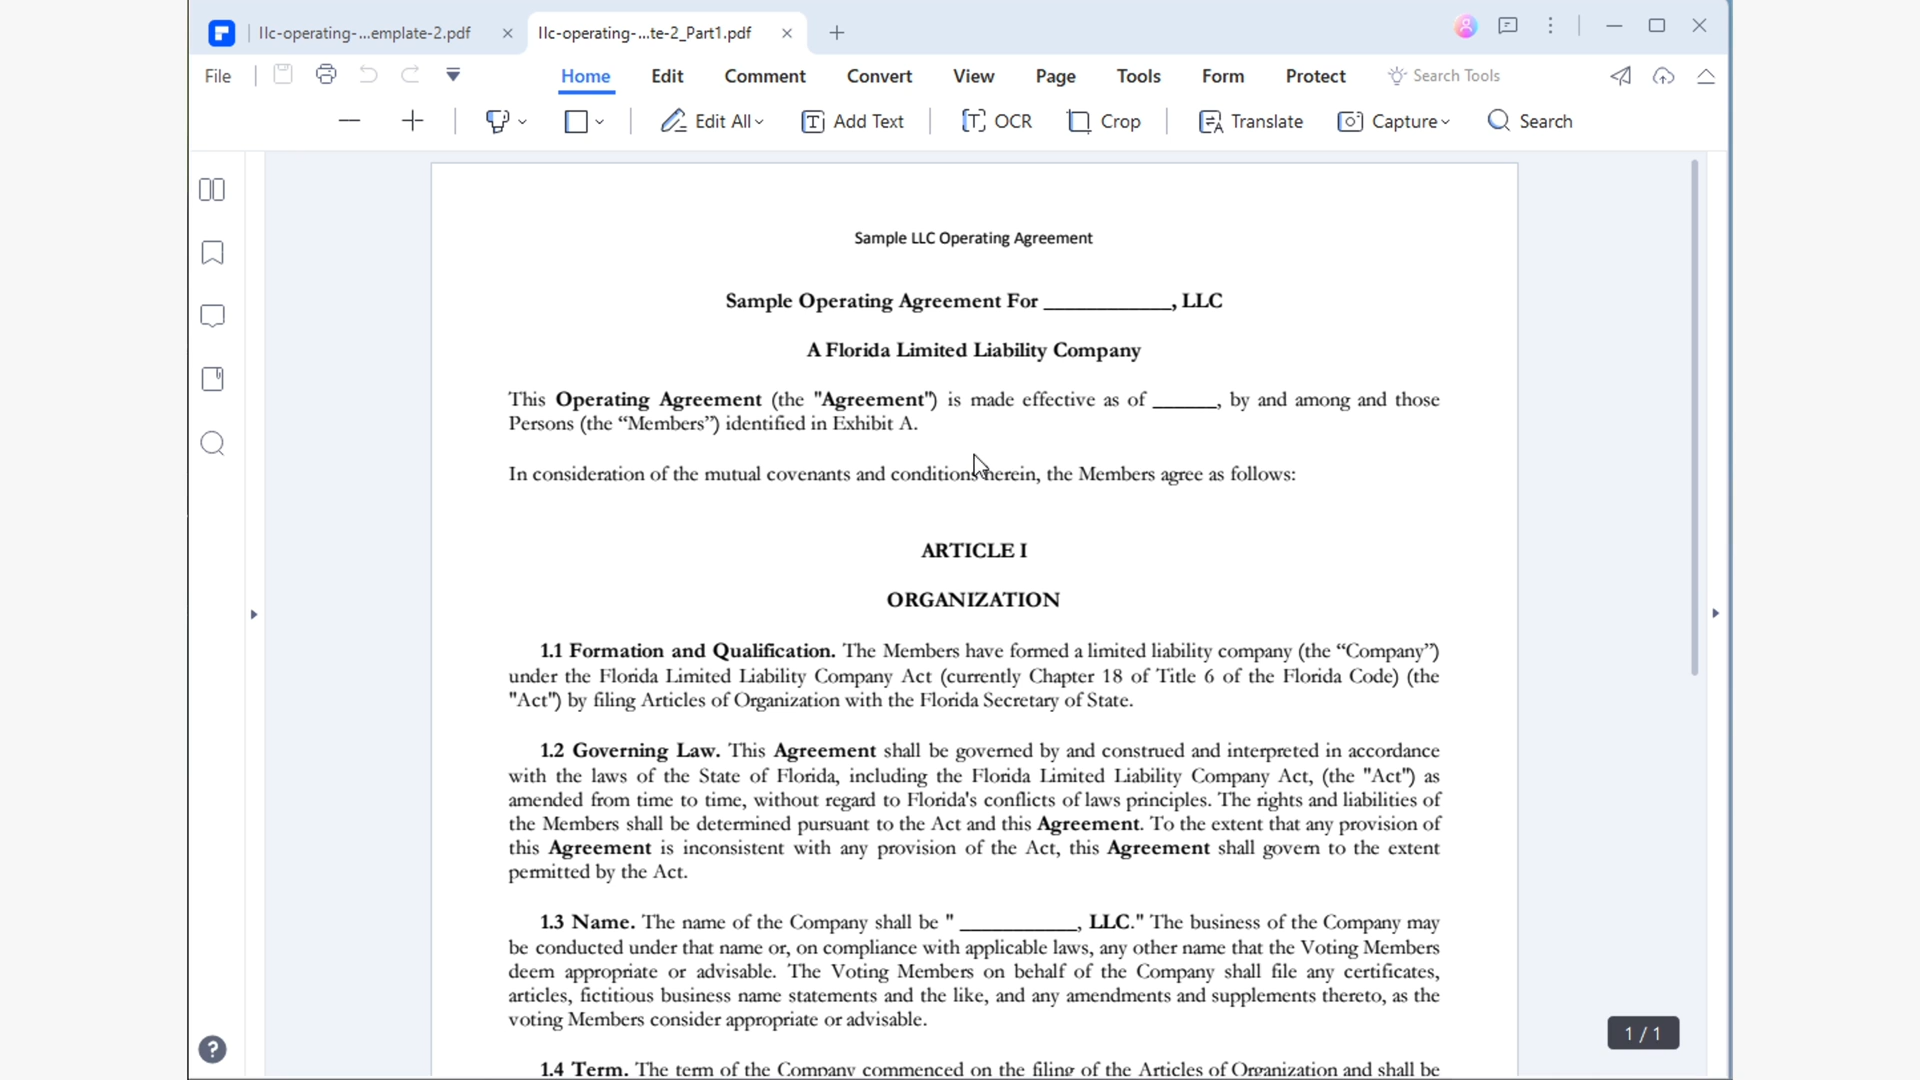 llc-operating-...emplate-2.pdf
llc-operating-...te-2_Part1.pdf
File
Home
Edit
Comment
Convert
View
Page
Tools
Form
Protect
Search Tools
Edit All
Add Text
OCR
Crop
Translate
Capture
Search
Sample LLC Operating Agreement
Sample Operating Agreement For ____________, LLC
A Florida Limited Liability Company
This Operating Agreement (the "Agreement") is made effective as of ______, by and among and those
Persons (the “Members”) identified in Exhibit A.
In consideration of the mutual covenants and conditions herein, the Members agree as follows:
ARTICLE I
ORGANIZATION
1.1 Formation and Qualification. The Members have formed a limited liability company (the “Company”)
under the Florida Limited Liability Company Act (currently Chapter 18 of Title 6 of the Florida Code) (the
"Act") by filing Articles of Organization with the Florida Secretary of State.
1.2 Governing Law. This Agreement shall be governed by and construed and interpreted in accordance
with the laws of the State of Florida, including the Florida Limited Liability Company Act, (the "Act") as
amended from time to time, without regard to Florida's conflicts of laws principles. The rights and liabilities of
the Members shall be determined pursuant to the Act and this Agreement. To the extent that any provision of
this Agreement is inconsistent with any provision of the Act, this Agreement shall govern to the extent
permitted by the Act.
1.3 Name. The name of the Company shall be "___________, LLC." The business of the Company may
be conducted under that name or, on compliance with applicable laws, any other name that the Voting Members
deem appropriate or advisable. The Voting Members on behalf of the Company shall file any certificates,
articles, fictitious business name statements and the like, and any amendments and supplements thereto, as the
voting Members consider appropriate or advisable.
1.4 Term. The term of the Company commenced on the filing of the Articles of Organization and shall be
1 / 1